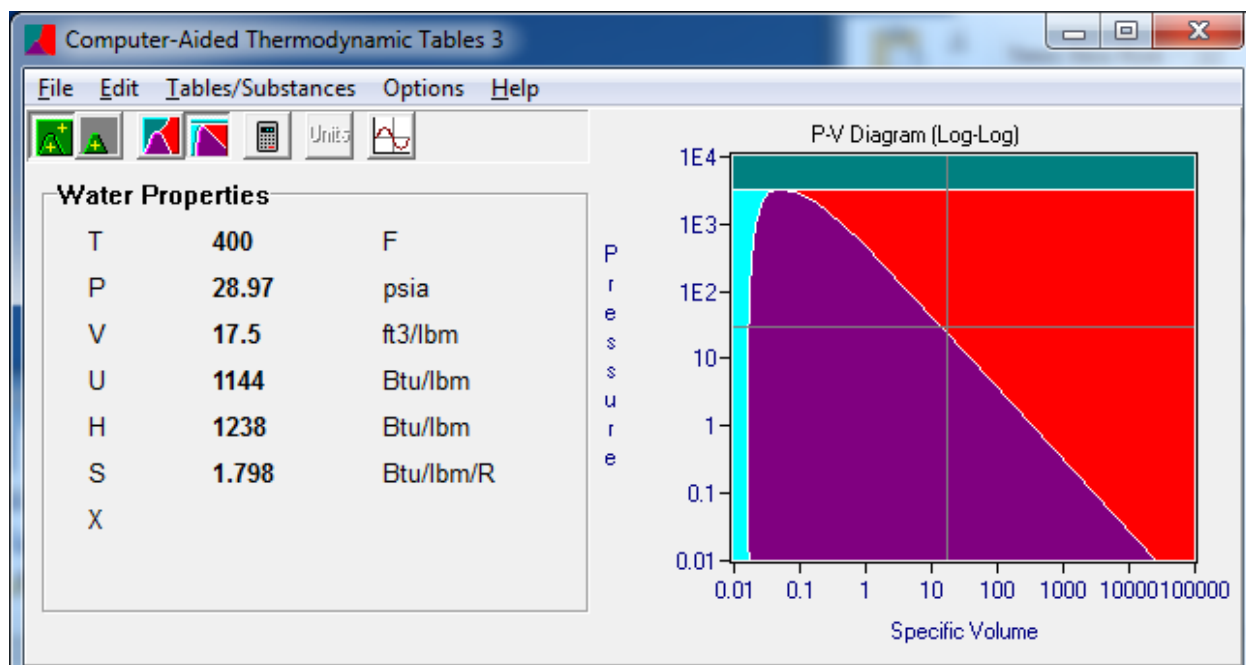 Computer-Aided Thermodynamic Tables 3
File Edit Tables/Substances Options Help
Units
Water Properties
T 400 F
P 28.97 psia
V 17.5 ft3/lbm
U 1144 Btu/lbm
H 1238 Btu/lbm
S 1.798 Btu/lbm/R
X
P-V Diagram (Log-Log)
Pressure
1E4
1E3
1E2
10
1
0.1
0.01
0.01 0.1 1 10 100 1000 10000 100000
Specific Volume